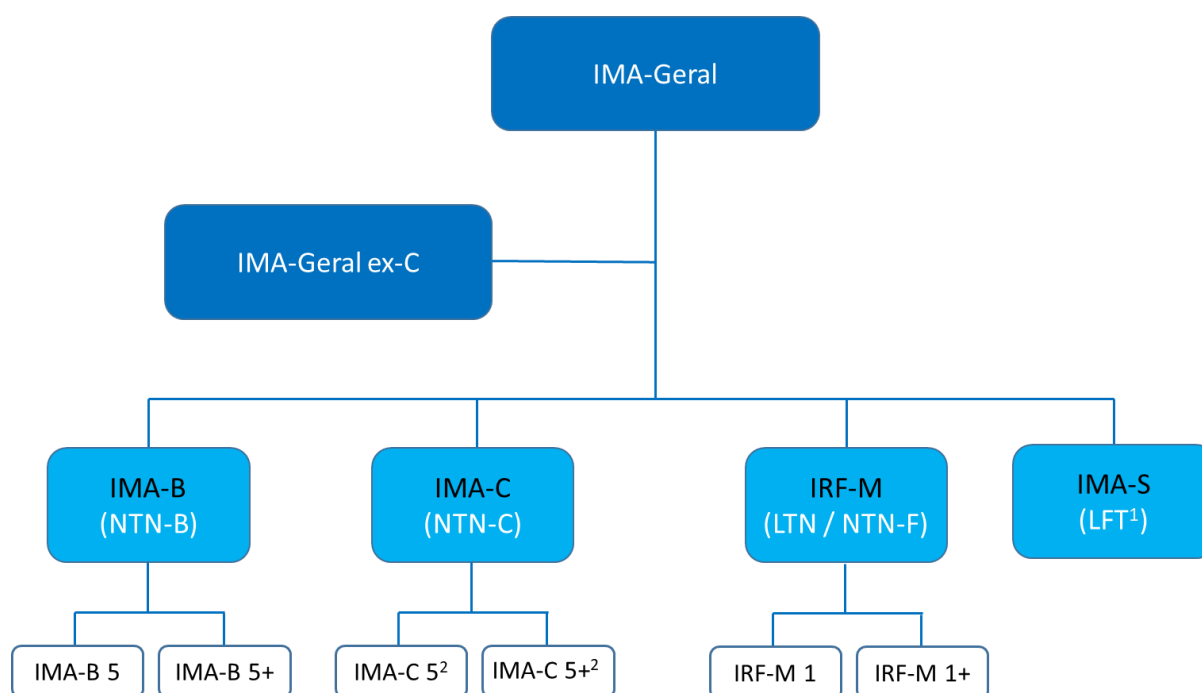 IMA-Geral
IMA-Geral ex-C
IMA-B
(NTN-B)
IMA-C
(NTN-C)
IRF-M
(LTN / NTN-F)
IMA-S
(LFT¹)
IMA-B 5
IMA-B 5+
IMA-C 5²
IMA-C 5+²
IRF-M 1
IRF-M 1+